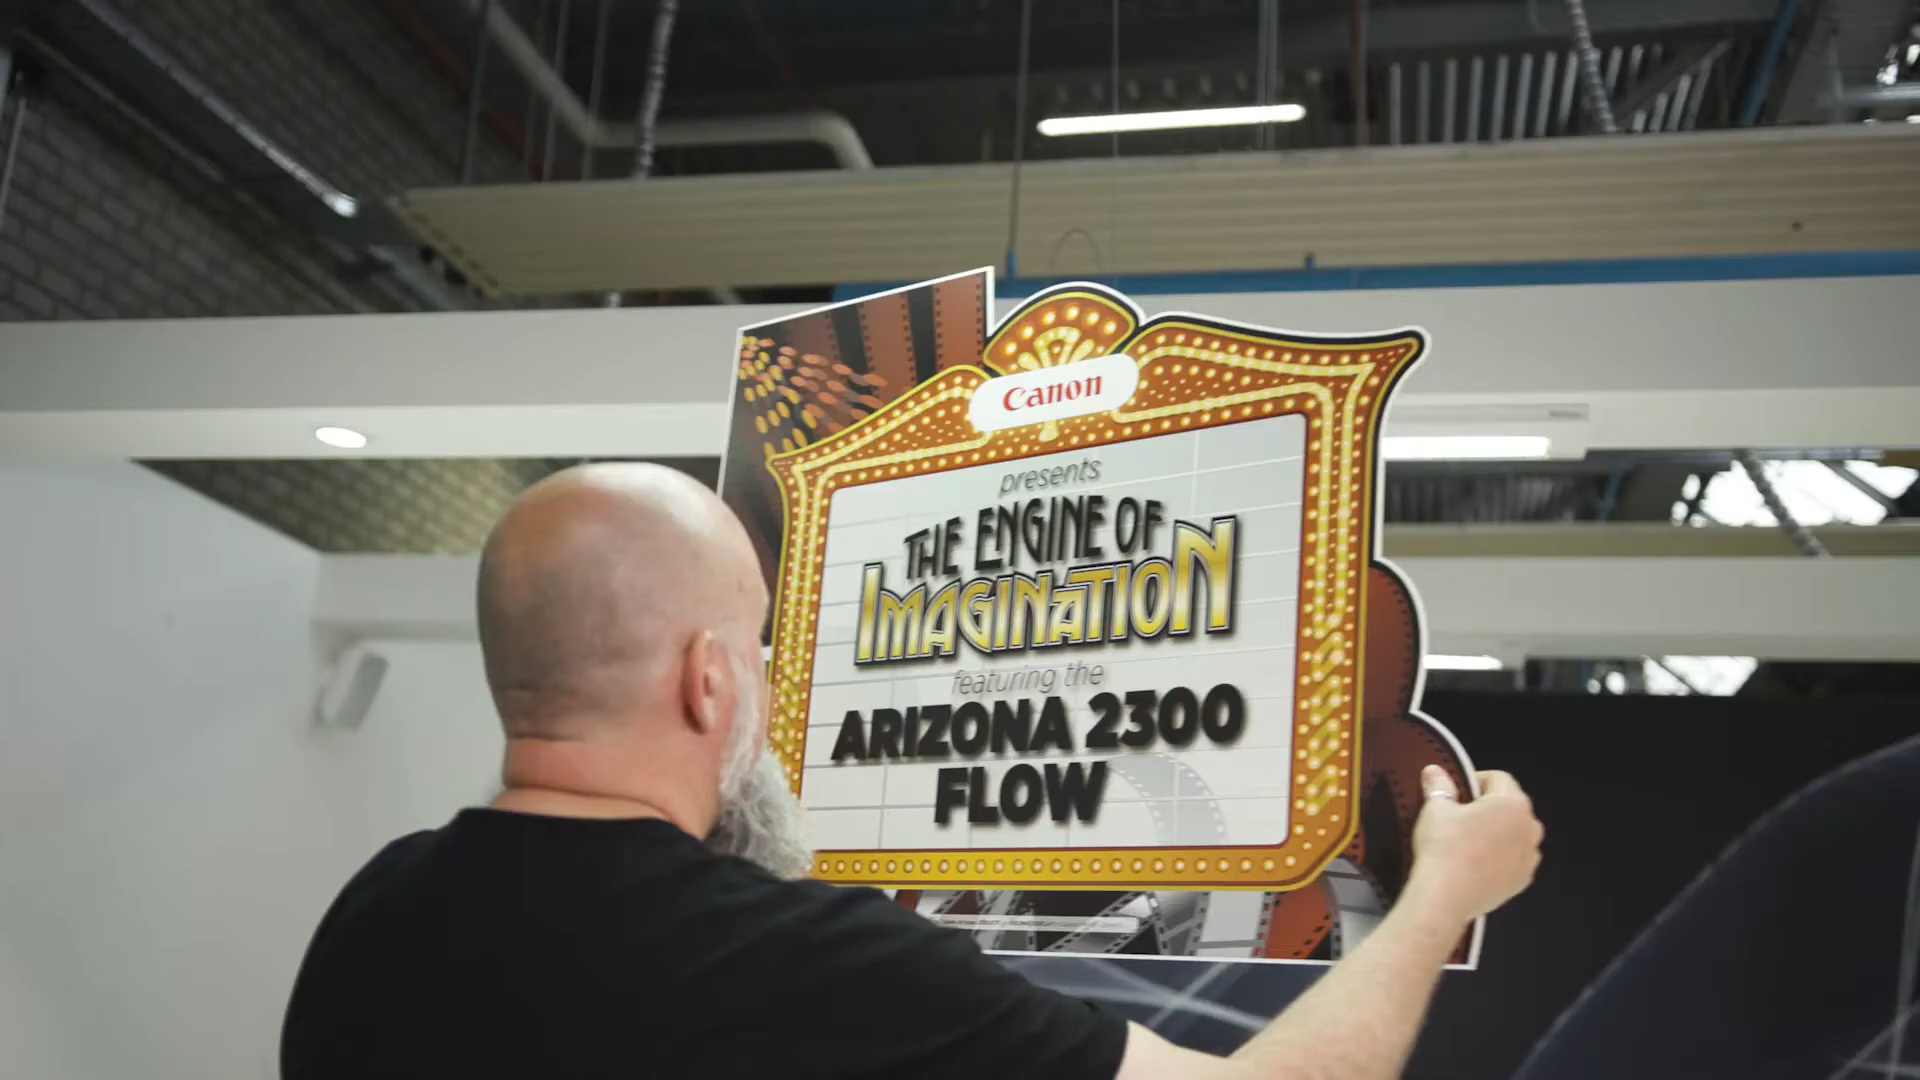 Canon
presents
THE ENGINE OF
IMAGINATION
featuring the
ARIZONA 2300
FLOW